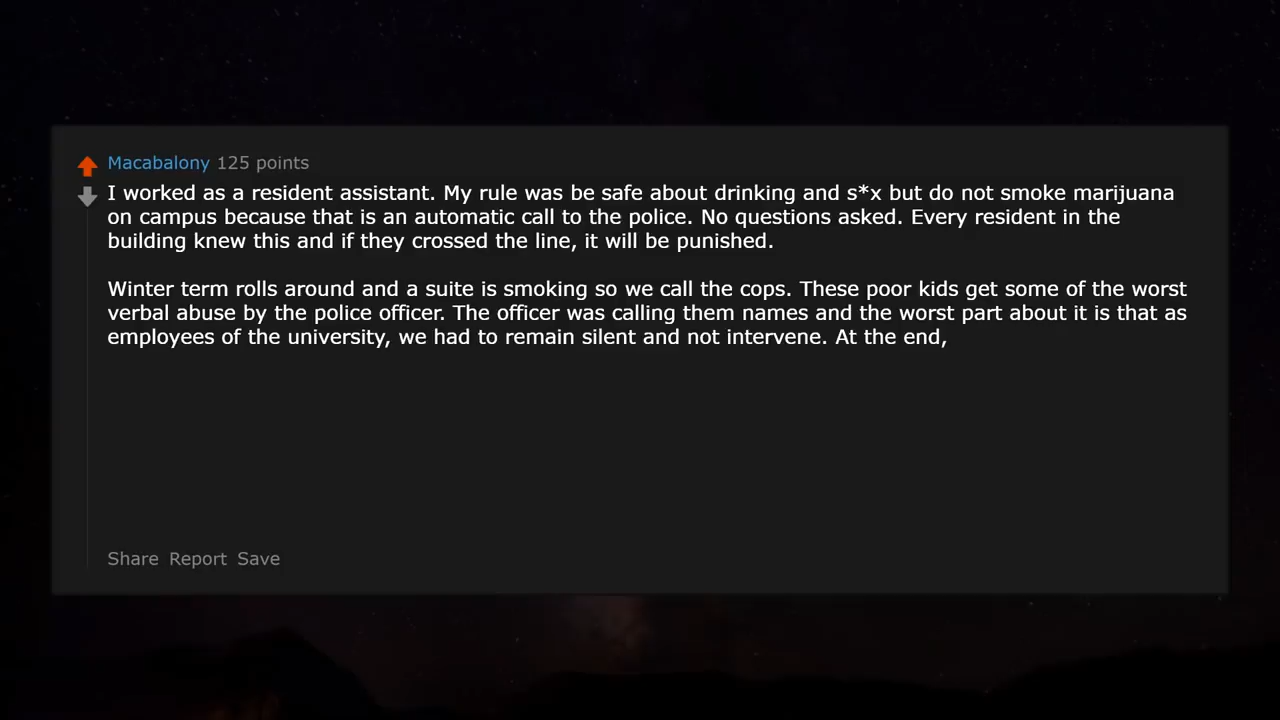 Macabalony 125 points
I worked as a resident assistant. My rule was be safe about drinking and s*x but do not smoke marijuana
on campus because that is an automatic call to the police. No questions asked. Every resident in the
building knew this and if they crossed the line, it will be punished.
Winter term rolls around and a suite is smoking so we call the cops. These poor kids get some of the worst
verbal abuse by the police officer. The officer was calling them names and the worst part about it is that as
employees of the university, we had to remain silent and not intervene. At the end,
Share Report Save